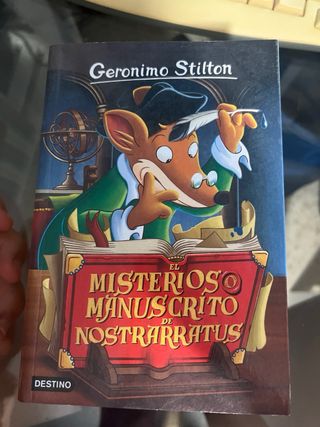 Geronimo Stilton
EL
MISTERIOSO
MANUSCRITO
DE
NOSTRARRATUS
DESTINO